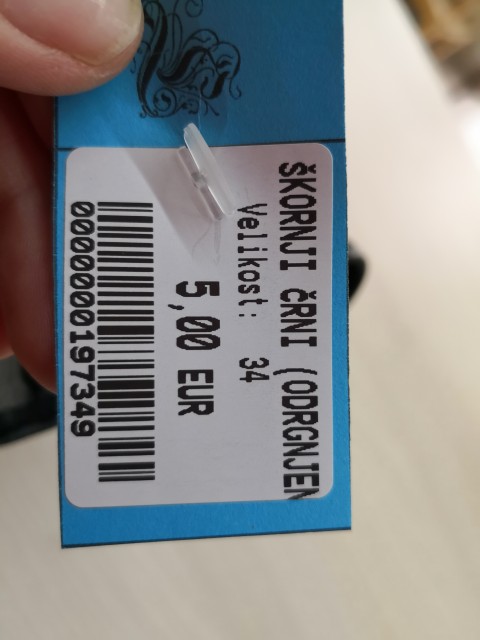 ŠKORNJI ČRNI (ODRGNJEN
Velikost: 34
5,00 EUR
0000000197349